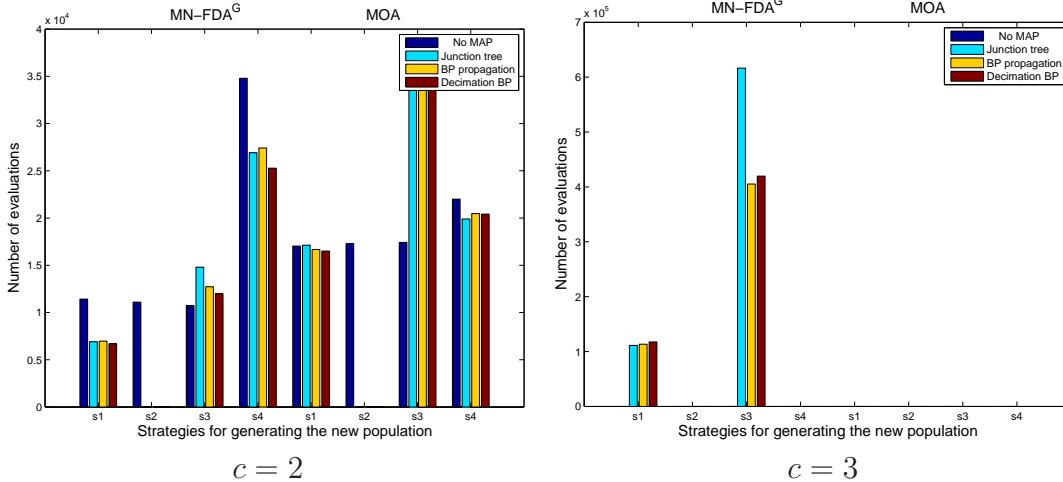 MN−FDA^G MOA
x 10^4
4
3.5
3
2.5
2
1.5
1
0.5
0
Number of evaluations
No MAP
Junction tree
BP propagation
Decimation BP
s1 s2 s3 s4 s1 s2 s3 s4
Strategies for generating the new population
c = 2
MN−FDA^G MOA
x 10^5
7
6
5
4
3
2
1
0
Number of evaluations
No MAP
Junction tree
BP propagation
Decimation BP
s1 s2 s3 s4 s1 s2 s3 s4
Strategies for generating the new population
c = 3